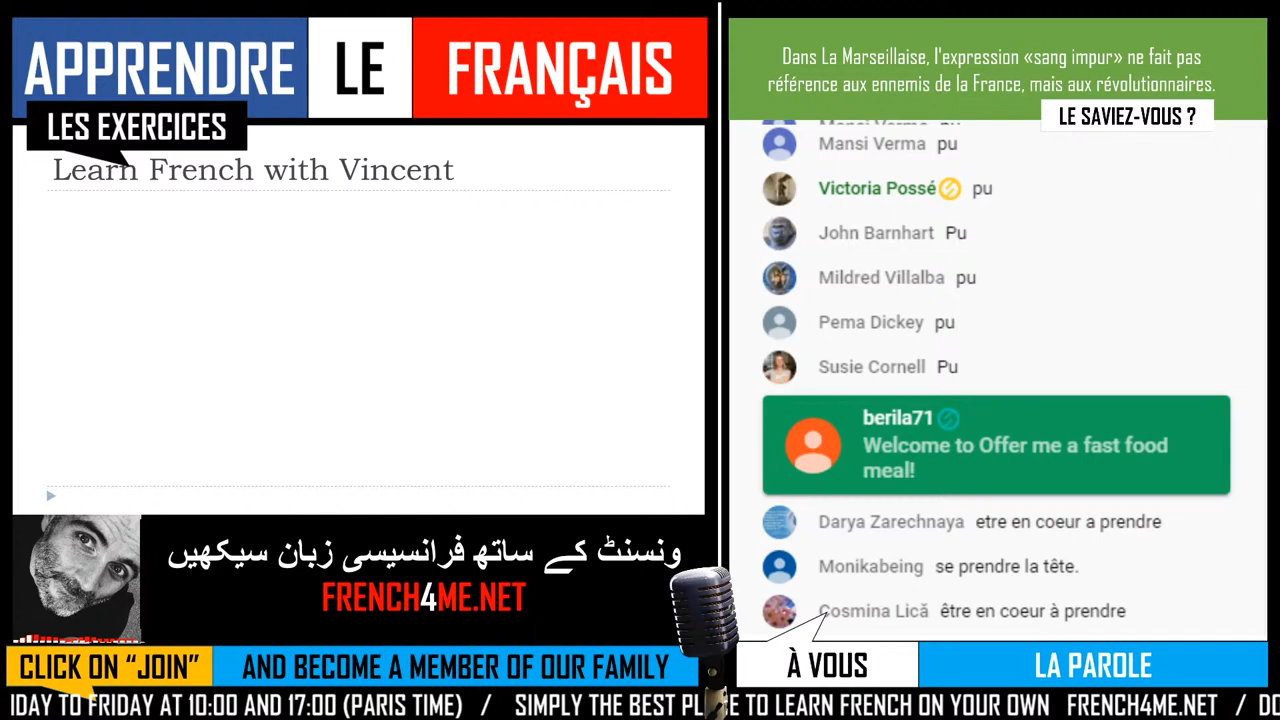 APPRENDRE LE FRANÇAIS
LES EXERCICES
Learn French with Vincent
ونسنٹ کے ساتھ فرانسیسی زبان سیکھیں
FRENCH4ME.NET
CLICK ON “JOIN” AND BECOME A MEMBER OF OUR FAMILY
Dans La Marseillaise, l'expression «sang impur» ne fait pas
référence aux ennemis de la France, mais aux révolutionnaires.
LE SAVIEZ-VOUS ?
Mansi Verma pu
Mansi Verma pu
Victoria Possé pu
John Barnhart Pu
Mildred Villalba pu
Pema Dickey pu
Susie Cornell Pu
berila71
Welcome to Offer me a fast food
meal!
Darya Zarechnaya etre en coeur a prendre
Monikabeing se prendre la tête.
Cosmina Lică être en coeur à prendre
À VOUS LA PAROLE
IDAY TO FRIDAY AT 10:00 AND 17:00 (PARIS TIME) / SIMPLY THE BEST PL CE TO LEARN FRENCH ON YOUR OWN FRENCH4ME.NET / DO